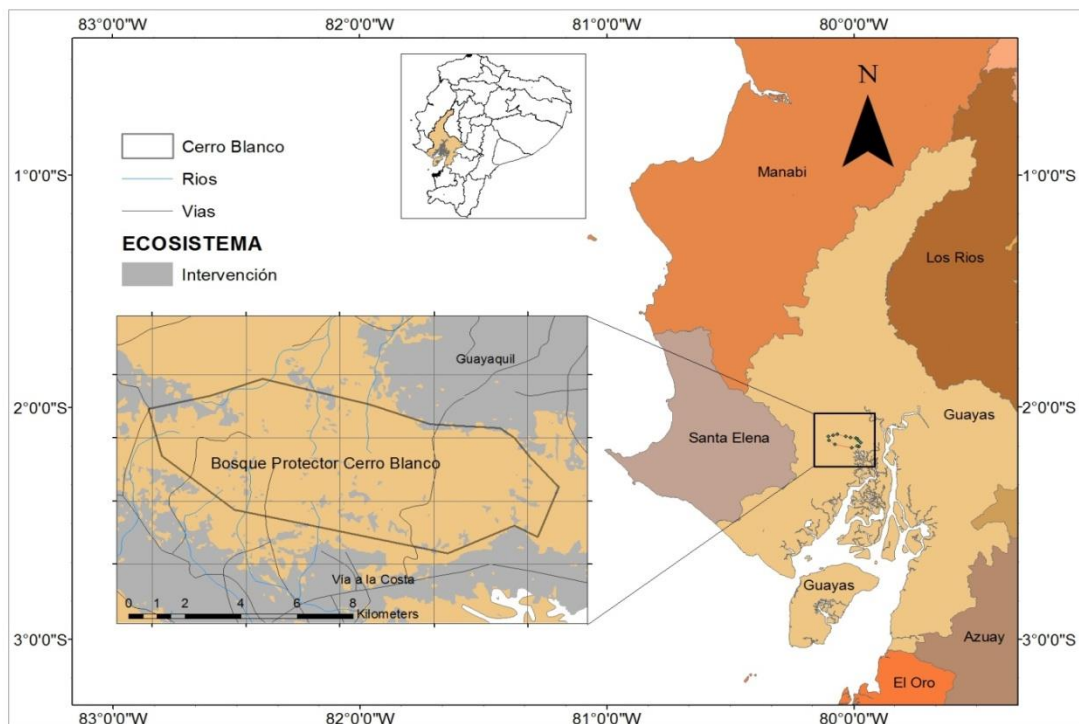 83°0'0"W
82°0'0"W
81°0'0"W
80°0'0"W
N
Cerro Blanco
Rios
Vias
ECOSISTEMA
Intervención
1°0'0"S
1°0'0"S
Manabi
Los Rios
Guayaquil
2°0'0"S
2°0'0"S
Guayas
Santa Elena
Bosque Protector Cerro Blanco
Via a la Costa
0 1 2 4 6 8
Kilometers
Guayas
3°0'0"S
3°0'0"S
Azuay
El Oro
83°0'0"W
82°0'0"W
81°0'0"W
80°0'0"W